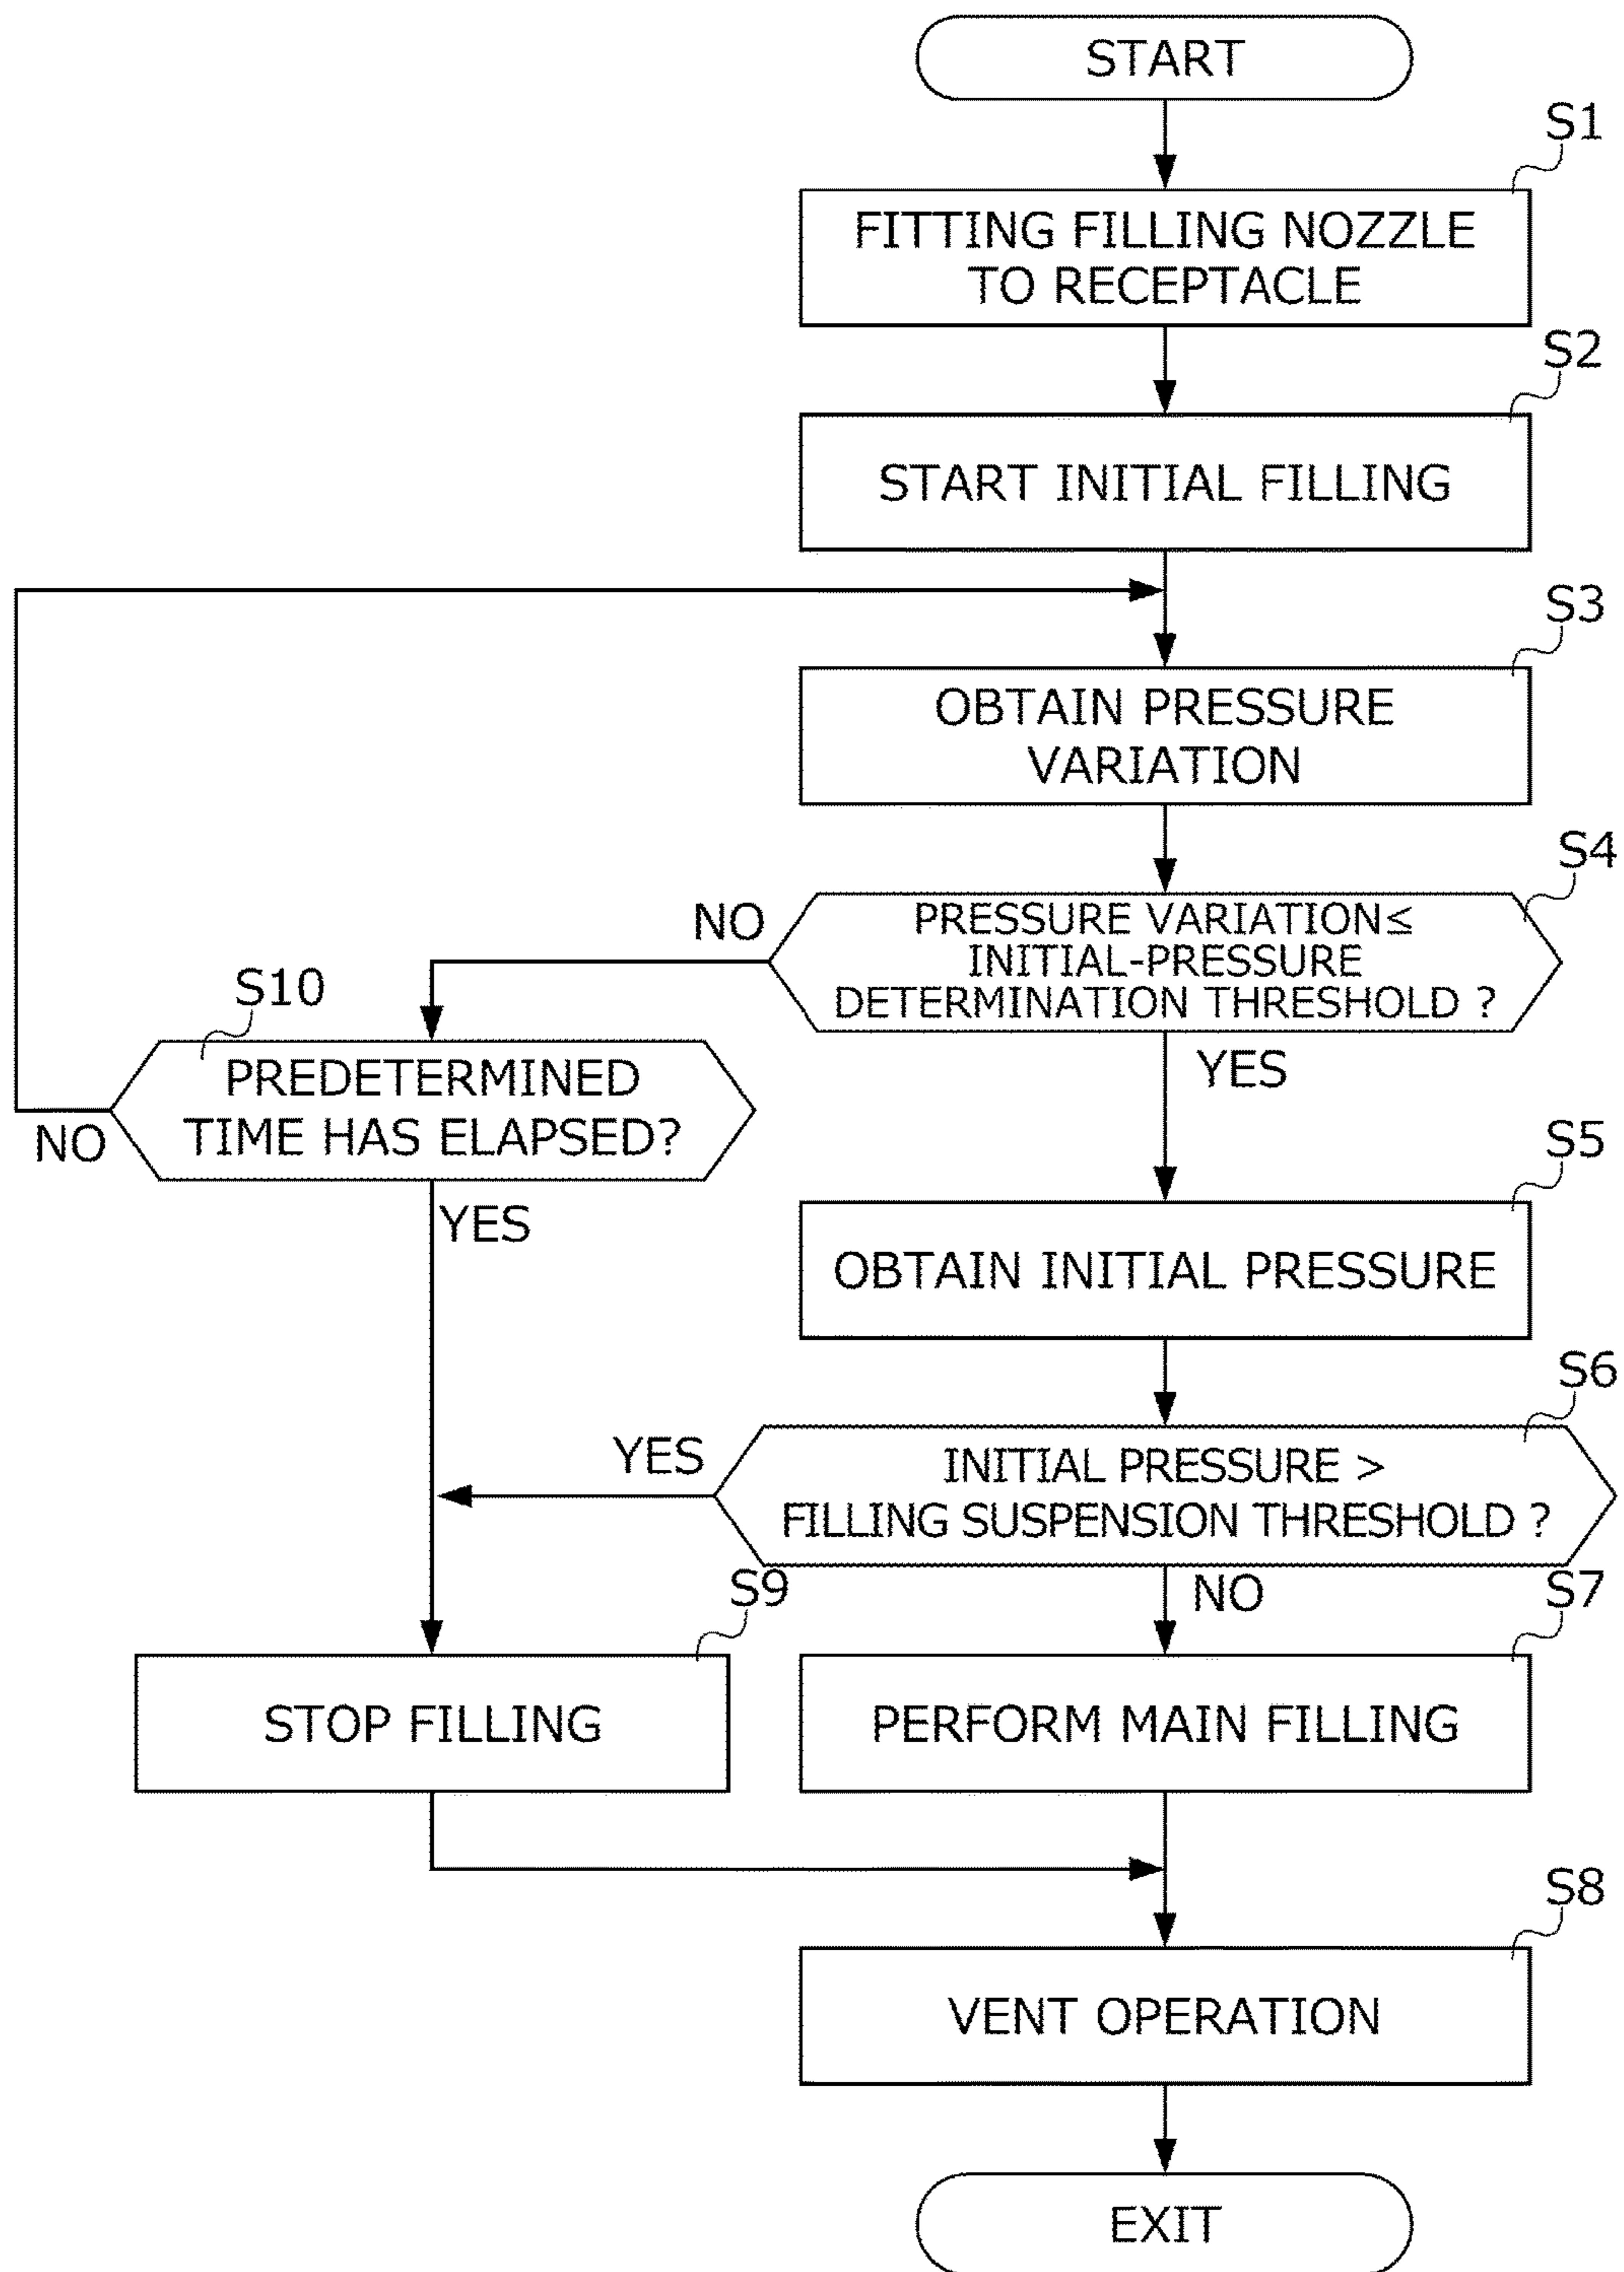 START
S1
FITTING FILLING NOZZLE
TO RECEPTACLE
S2
START INITIAL FILLING
S3
OBTAIN PRESSURE
VARIATION
S4
NO
PRESSURE VARIATION≤
INITIAL-PRESSURE
DETERMINATION THRESHOLD ?
S10
YES
PREDETERMINED
TIME HAS ELAPSED?
NO
YES
S5
OBTAIN INITIAL PRESSURE
S6
YES
INITIAL PRESSURE >
FILLING SUSPENSION THRESHOLD ?
S9
NO
S7
STOP FILLING
PERFORM MAIN FILLING
S8
VENT OPERATION
EXIT